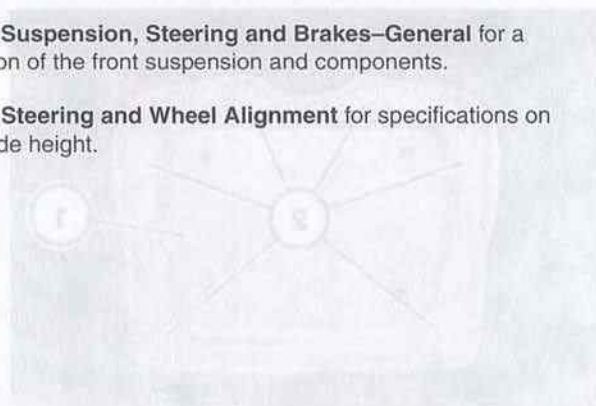 Suspension, Steering and Brakes–General for a
on of the front suspension and components.
Steering and Wheel Alignment for specifications on
de height.